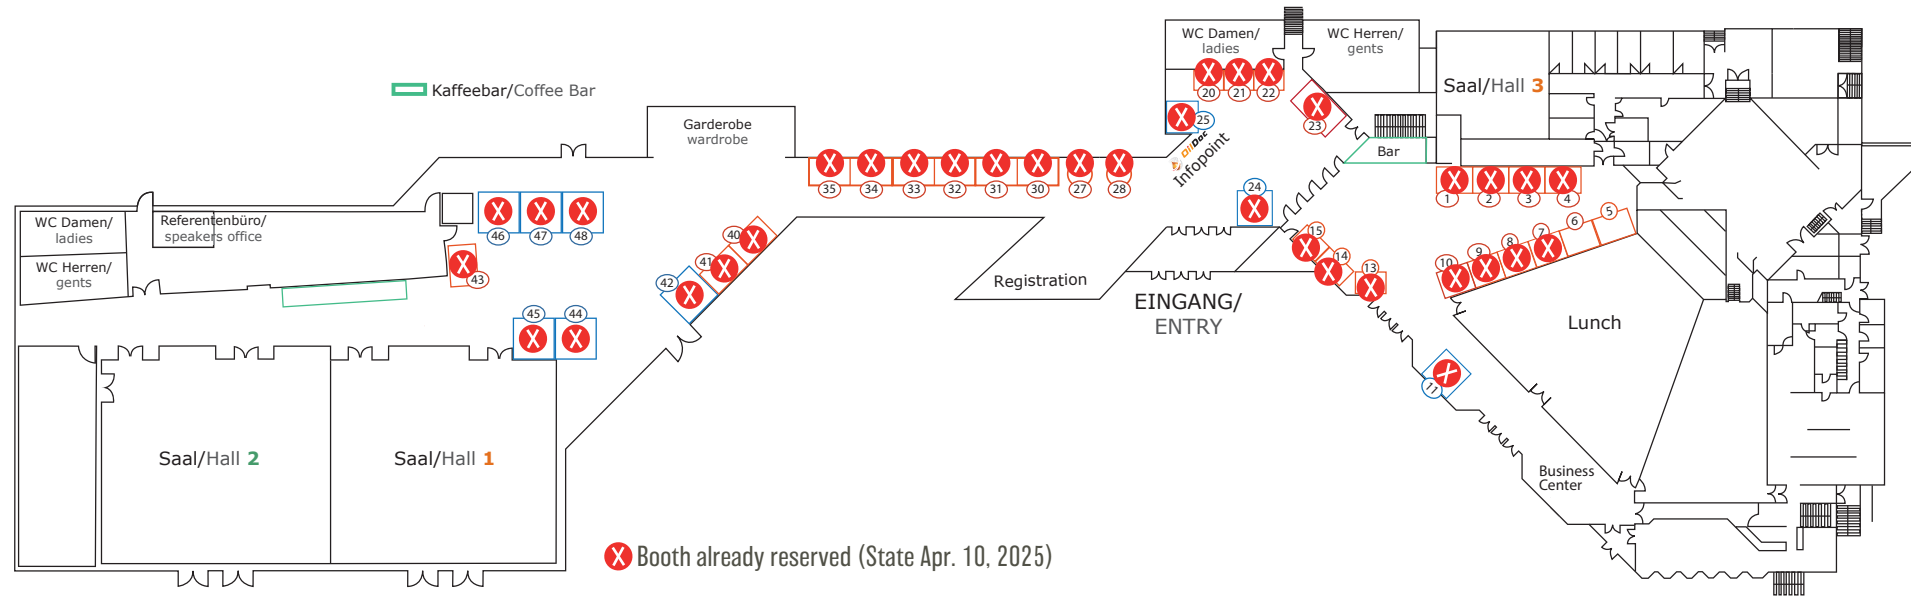 WC Damen/
ladies
WC Herren/
gents
Kaffeebar/Coffee Bar
Saal/Hall 3
20
21
22
23
25
Garderobe
wardrobe
DllDoc
Infopoint
Bar
35
34
33
32
31
30
27
28
24
1
2
3
4
5
6
7
8
9
10
WC Damen/
ladies
Referentenbüro/
speakers office
46
47
48
40
41
42
43
WC Herren/
gents
15
14
13
Registration
EINGANG/
ENTRY
Lunch
45
44
11
Saal/Hall 2
Saal/Hall 1
Business
Center
Booth already reserved (State Apr. 10, 2025)